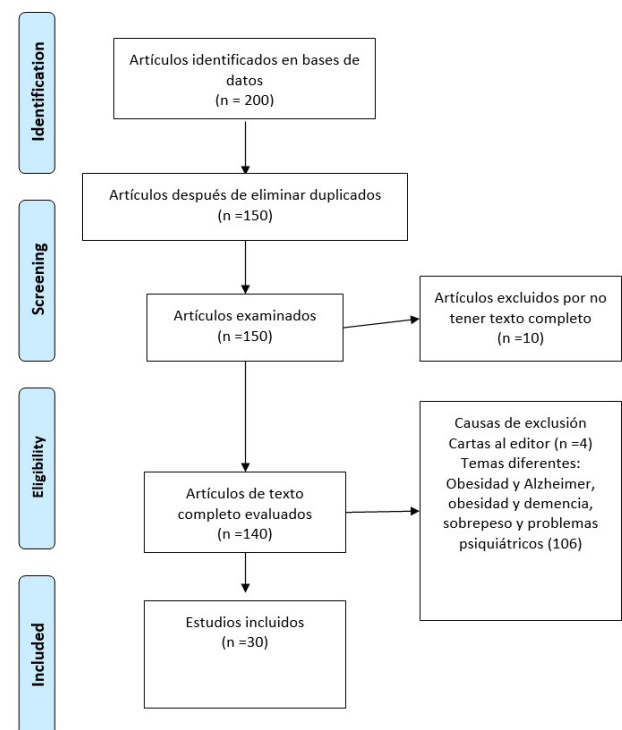 Identification
Artículos identificados en bases de
datos
(n = 200)
Artículos después de eliminar duplicados
(n =150)
Screening
Artículos examinados
(n =150)
Artículos excluidos por no
tener texto completo
(n =10)
Eligibility
Artículos de texto
completo evaluados
(n =140)
Causas de exclusión
Cartas al editor (n =4)
Temas diferentes:
Obesidad y Alzheimer,
obesidad y demencia,
sobrepeso y problemas
psiquiátricos (106)
Included
Estudios incluidos
(n =30)